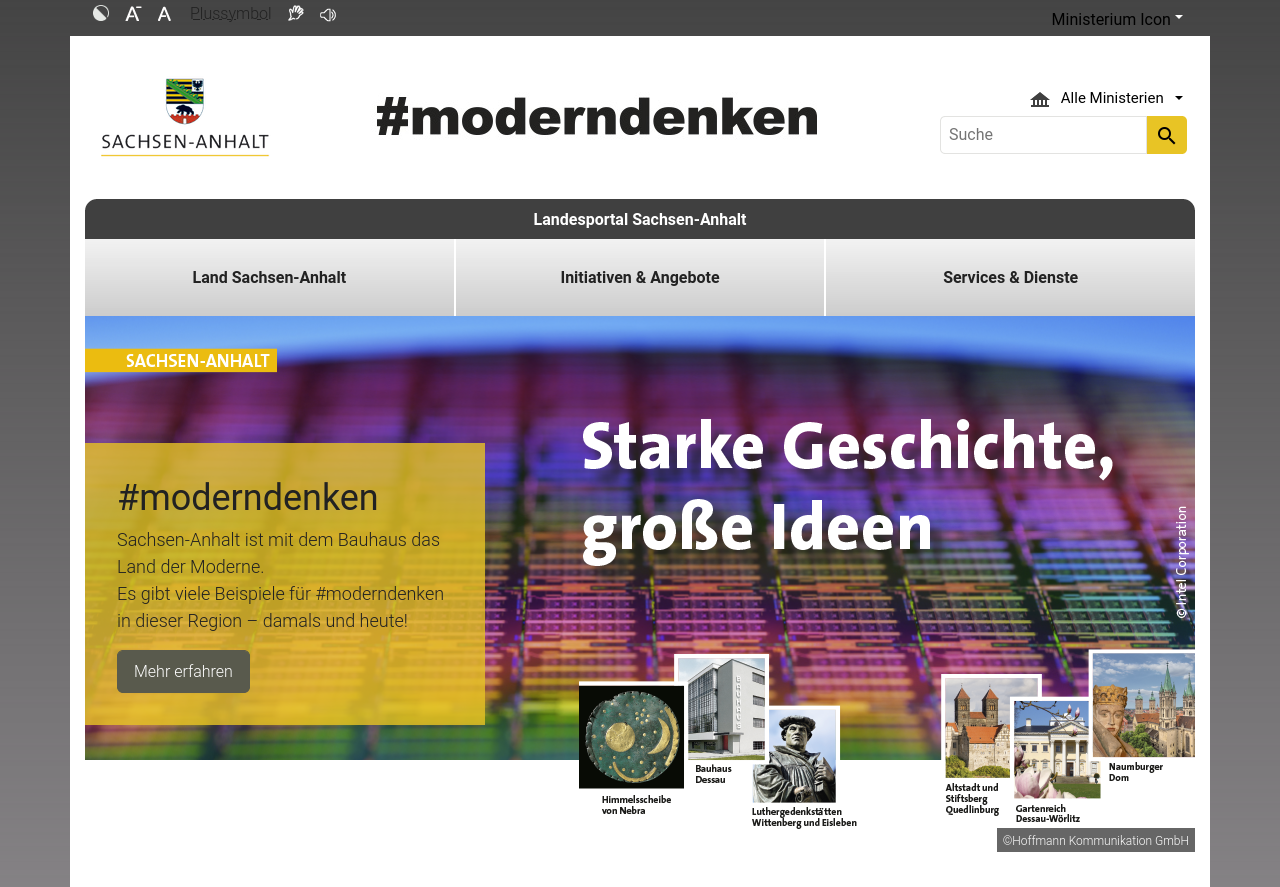 Plussymbol
Ministerium Icon
SACHSEN-ANHALT
#moderndenken
Alle Ministerien
Suche
Landesportal Sachsen-Anhalt
Land Sachsen-Anhalt
Initiativen & Angebote
Services & Dienste
SACHSEN-ANHALT
Starke Geschichte,
große Ideen
#moderndenken
Sachsen-Anhalt ist mit dem Bauhaus das
Land der Moderne.
Es gibt viele Beispiele für #moderndenken
in dieser Region – damals und heute!
Mehr erfahren
© Intel Corporation
BAUHAUS
Himmelsscheibe
von Nebra
Bauhaus
Dessau
Luthergedenkstätten
Wittenberg und Eisleben
Altstadt und
Stiftsberg
Quedlinburg
Gartenreich
Dessau-Wörlitz
Naumburger
Dom
©Hoffmann Kommunikation GmbH